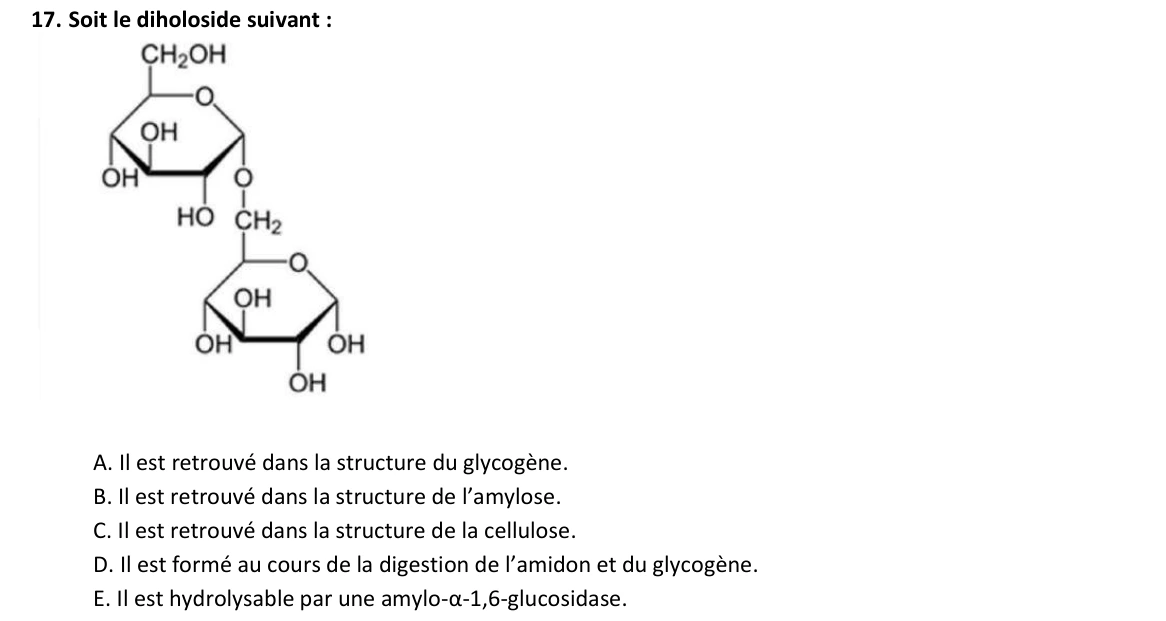 17. Soit le diholoside suivant :
CH₂OH
O
OH
OH
O
HO CH₂
O
OH
OH
OH
OH
A. Il est retrouvé dans la structure du glycogène.
B. Il est retrouvé dans la structure de l’amylose.
C. Il est retrouvé dans la structure de la cellulose.
D. Il est formé au cours de la digestion de l’amidon et du glycogène.
E. Il est hydrolysable par une amylo-α-1,6-glucosidase.